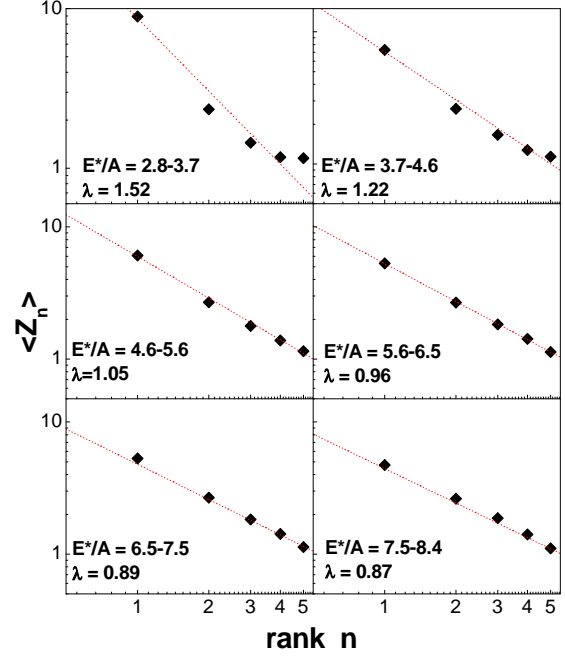 10
1
E*/A = 2.8-3.7
λ = 1.52
E*/A = 3.7-4.6
λ = 1.22
10
1
E*/A = 4.6-5.6
λ=1.05
E*/A = 5.6-6.5
λ = 0.96
<Z_n>
10
1
E*/A = 6.5-7.5
λ = 0.89
E*/A = 7.5-8.4
λ = 0.87
1 2 3 4 5 1 2 3 4 5
rank n